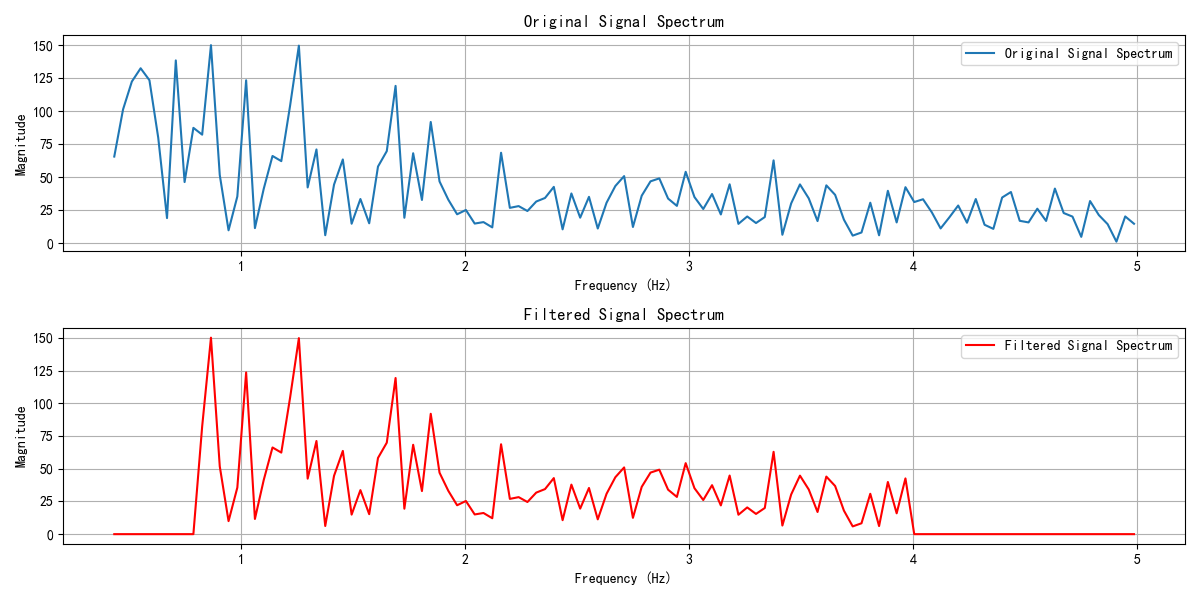 Original Signal Spectrum
150
125
100
75
50
25
0
Magnitude
Original Signal Spectrum
1 2 3 4 5
Frequency (Hz)
Filtered Signal Spectrum
150
125
100
75
50
25
0
Magnitude
Filtered Signal Spectrum
1 2 3 4 5
Frequency (Hz)